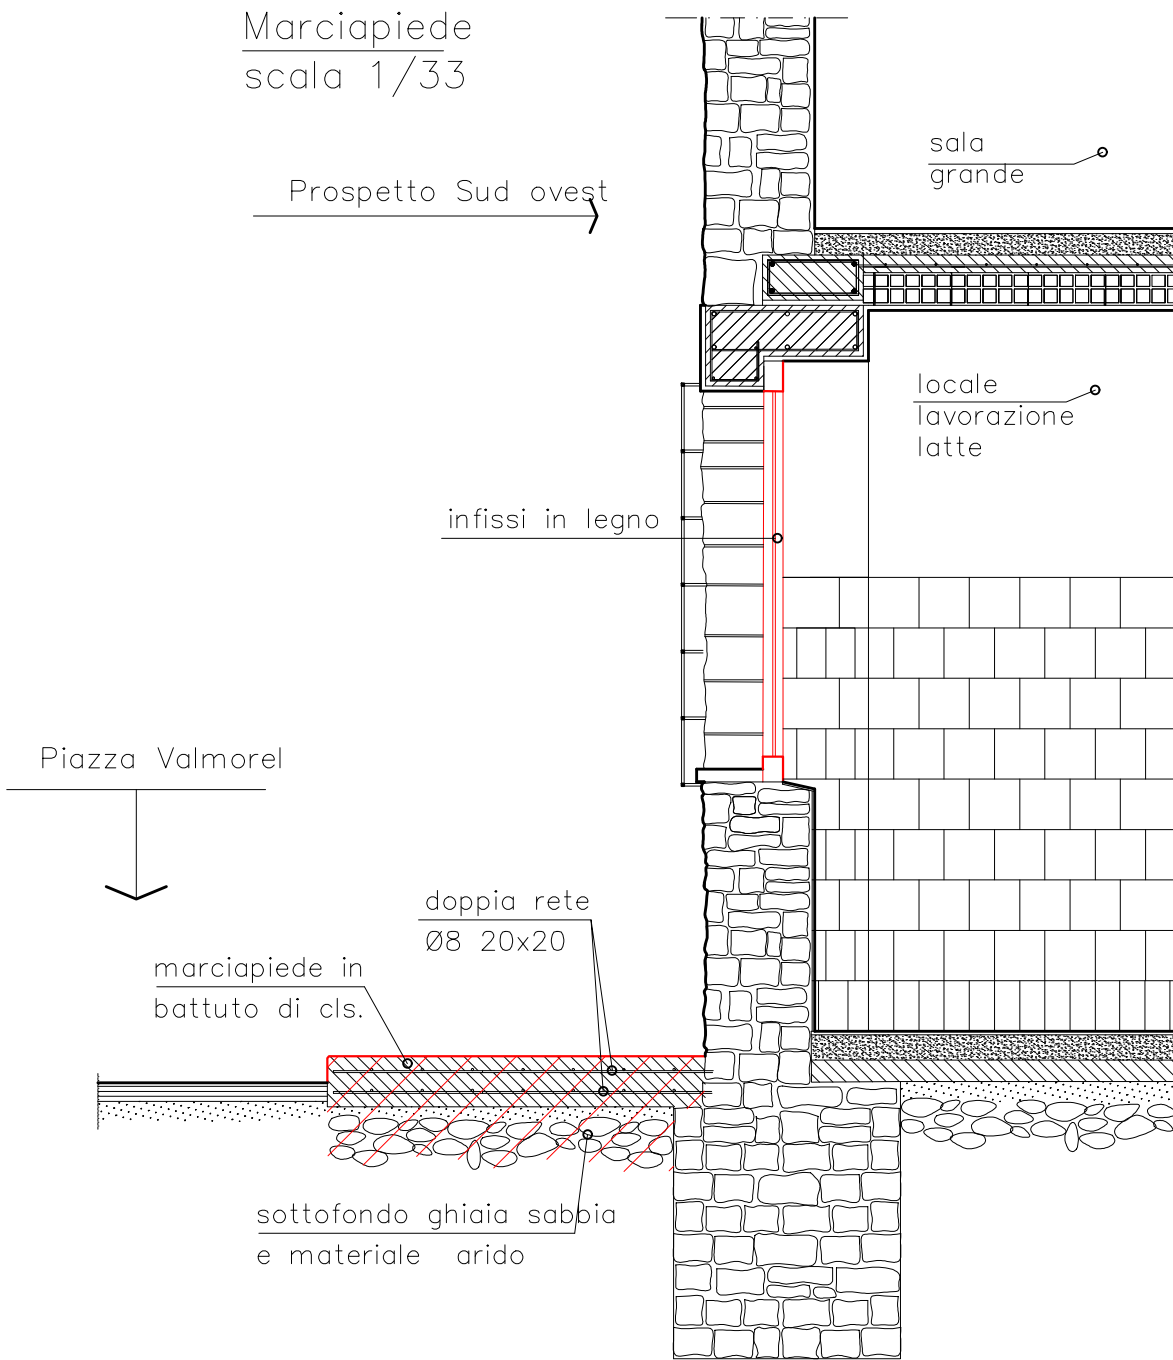 Marciapiede
scala 1/33
sala
grande
Prospetto Sud ovest
locale
lavorazione
latte
infissi in legno
Piazza Valmorel
doppia rete
Ø8 20x20
marciapiede in
battuto di cls.
sottofondo ghiaia sabbia
e materiale arido